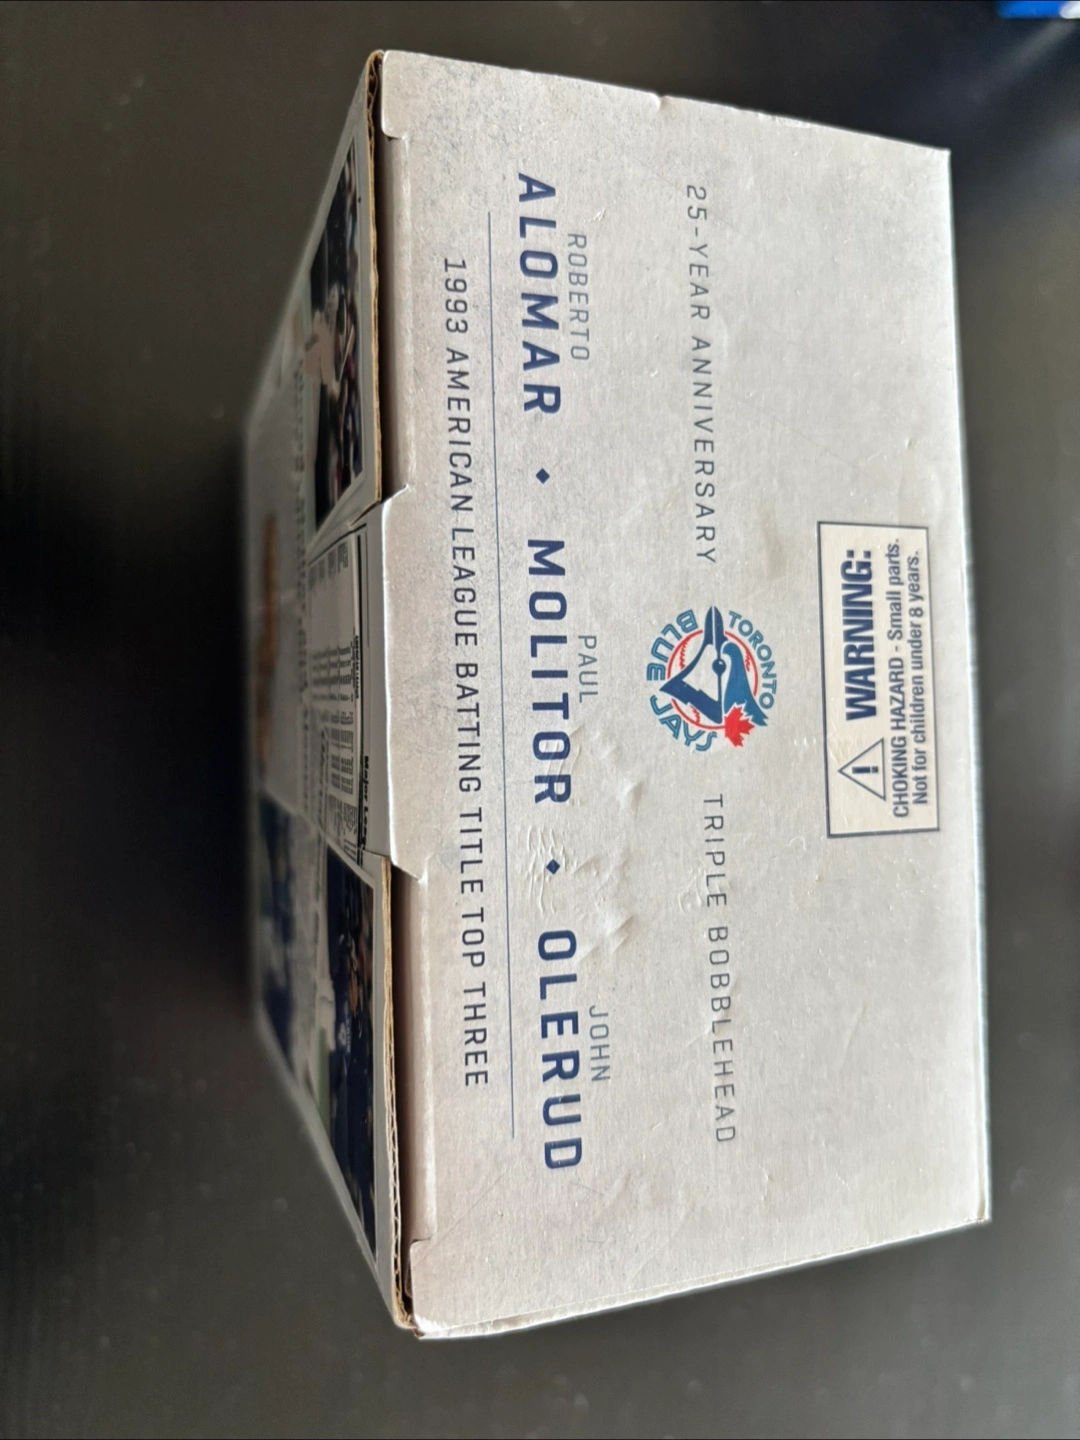 25-YEAR ANNIVERSARY
TORONTO
BLUE JAYS
TRIPLE BOBBLEHEAD
ROBERTO
ALOMAR
♦
PAUL
MOLITOR
♦
JOHN
OLERUD
1993 AMERICAN LEAGUE BATTING TITLE TOP THREE
WARNING:
CHOKING HAZARD - Small parts.
Not for children under 8 years.